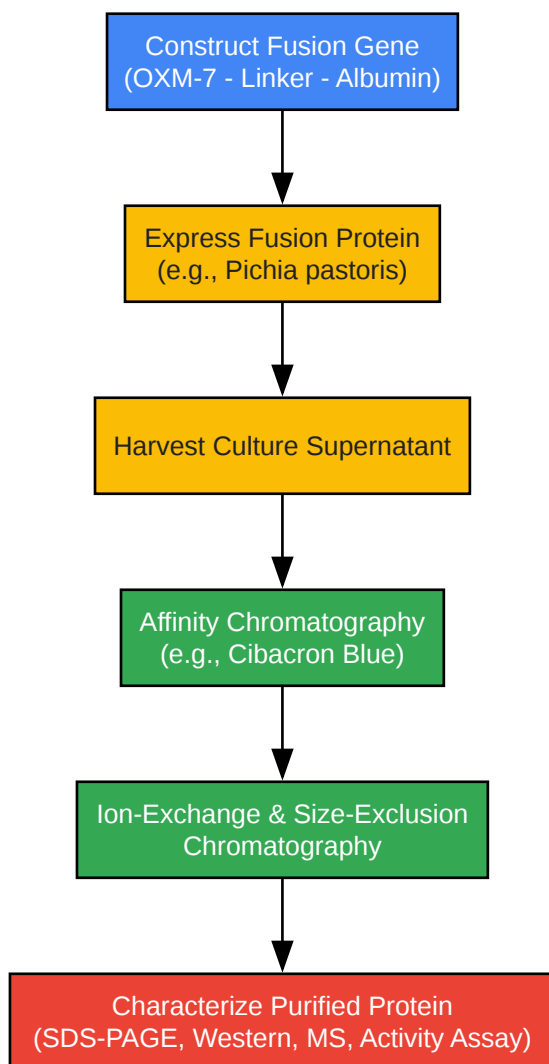 Construct Fusion Gene
(OXM-7 - Linker - Albumin)
Express Fusion Protein
(e.g., Pichia pastoris)
Harvest Culture Supernatant
Affinity Chromatography
(e.g., Cibacron Blue)
Ion-Exchange & Size-Exclusion
Chromatography
Characterize Purified Protein
(SDS-PAGE, Western, MS, Activity Assay)